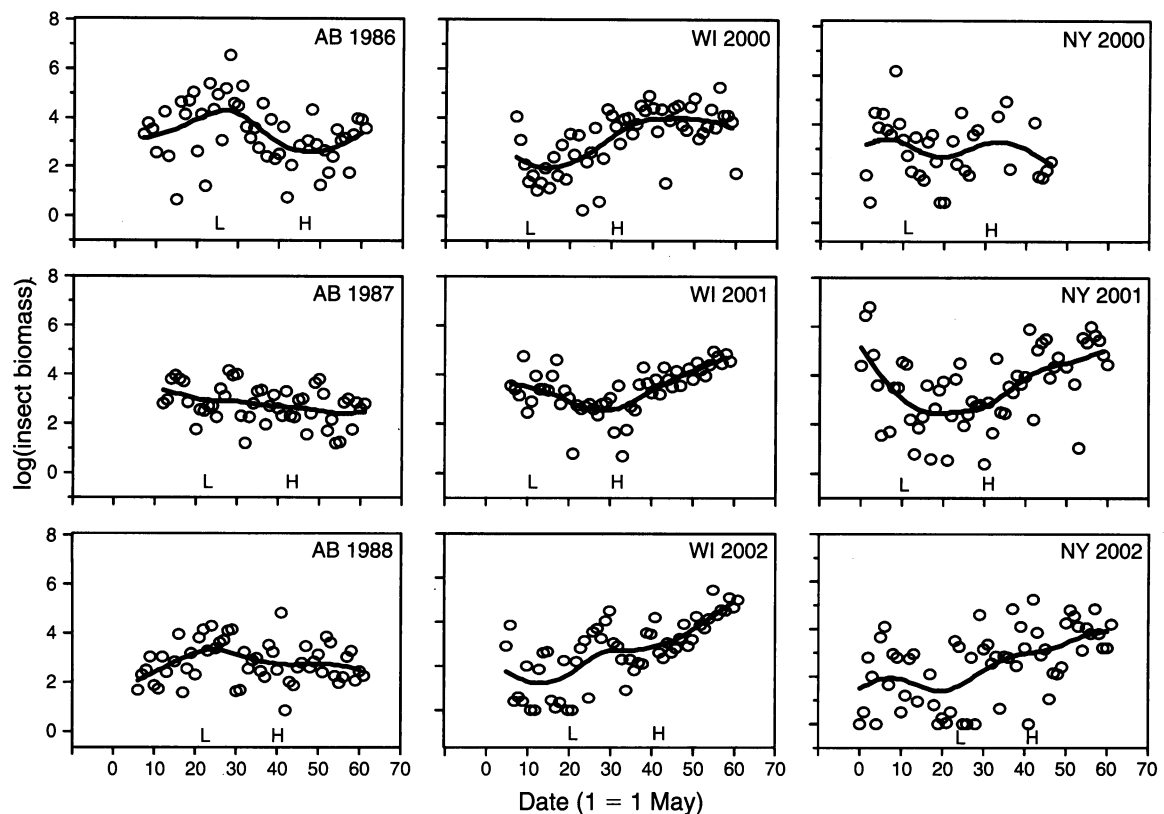 AB 1986
WI 2000
NY 2000
8
6
4
2
0
L
H
L
H
L
H
AB 1987
WI 2001
NY 2001
8
6
4
2
0
L
H
L
H
L
H
AB 1988
WI 2002
NY 2002
8
6
4
2
0
L
H
L
H
L
H
0 10 20 30 40 50 60 70
0 10 20 30 40 50 60 70
0 10 20 30 40 50 60 70
log(insect biomass)
Date (1 = 1 May)